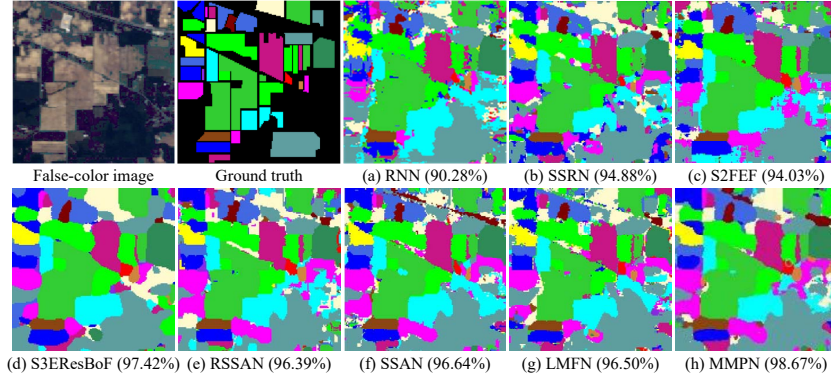 False-color image Ground truth (a) RNN (90.28%) (b) SSRN (94.88%) (c) S2FEF (94.03%)
(d) S3EResBoF (97.42%) (e) RSSAN (96.39%) (f) SSAN (96.64%) (g) LMFN (96.50%) (h) MMPN (98.67%)